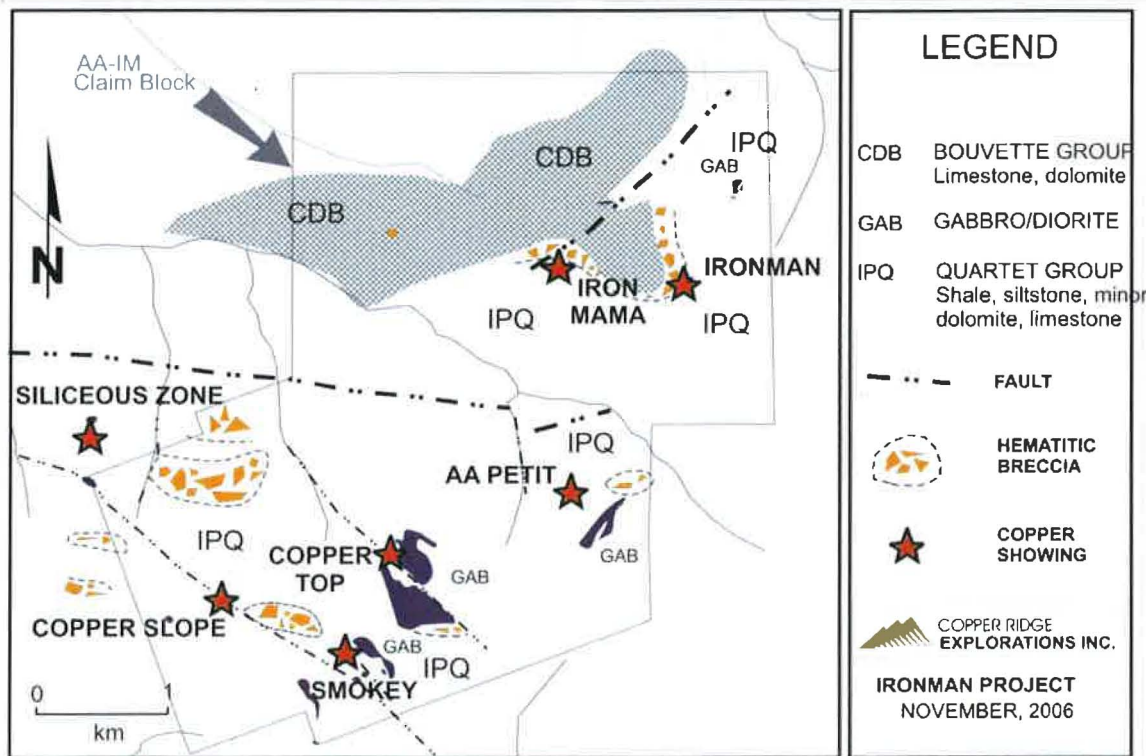 AA-IM
Claim Block
CDB
CDB
IPQ
GAB
N
IRONMAN
IRON
MAMA
IPQ
IPQ
SILICEOUS ZONE
IPQ
AA PETIT
IPQ
COPPER
TOP
GAB
GAB
COPPER SLOPE
GAB
IPQ
SMOKEY
0 1
km
LEGEND
CDB BOUVETTE GROUP
Limestone, dolomite
GAB GABBRO/DIORITE
IPQ QUARTET GROUP
Shale, siltstone, minor
dolomite, limestone
FAULT
HEMATITIC
BRECCIA
COPPER
SHOWING
COPPER RIDGE
EXPLORATIONS INC.
IRONMAN PROJECT
NOVEMBER, 2006